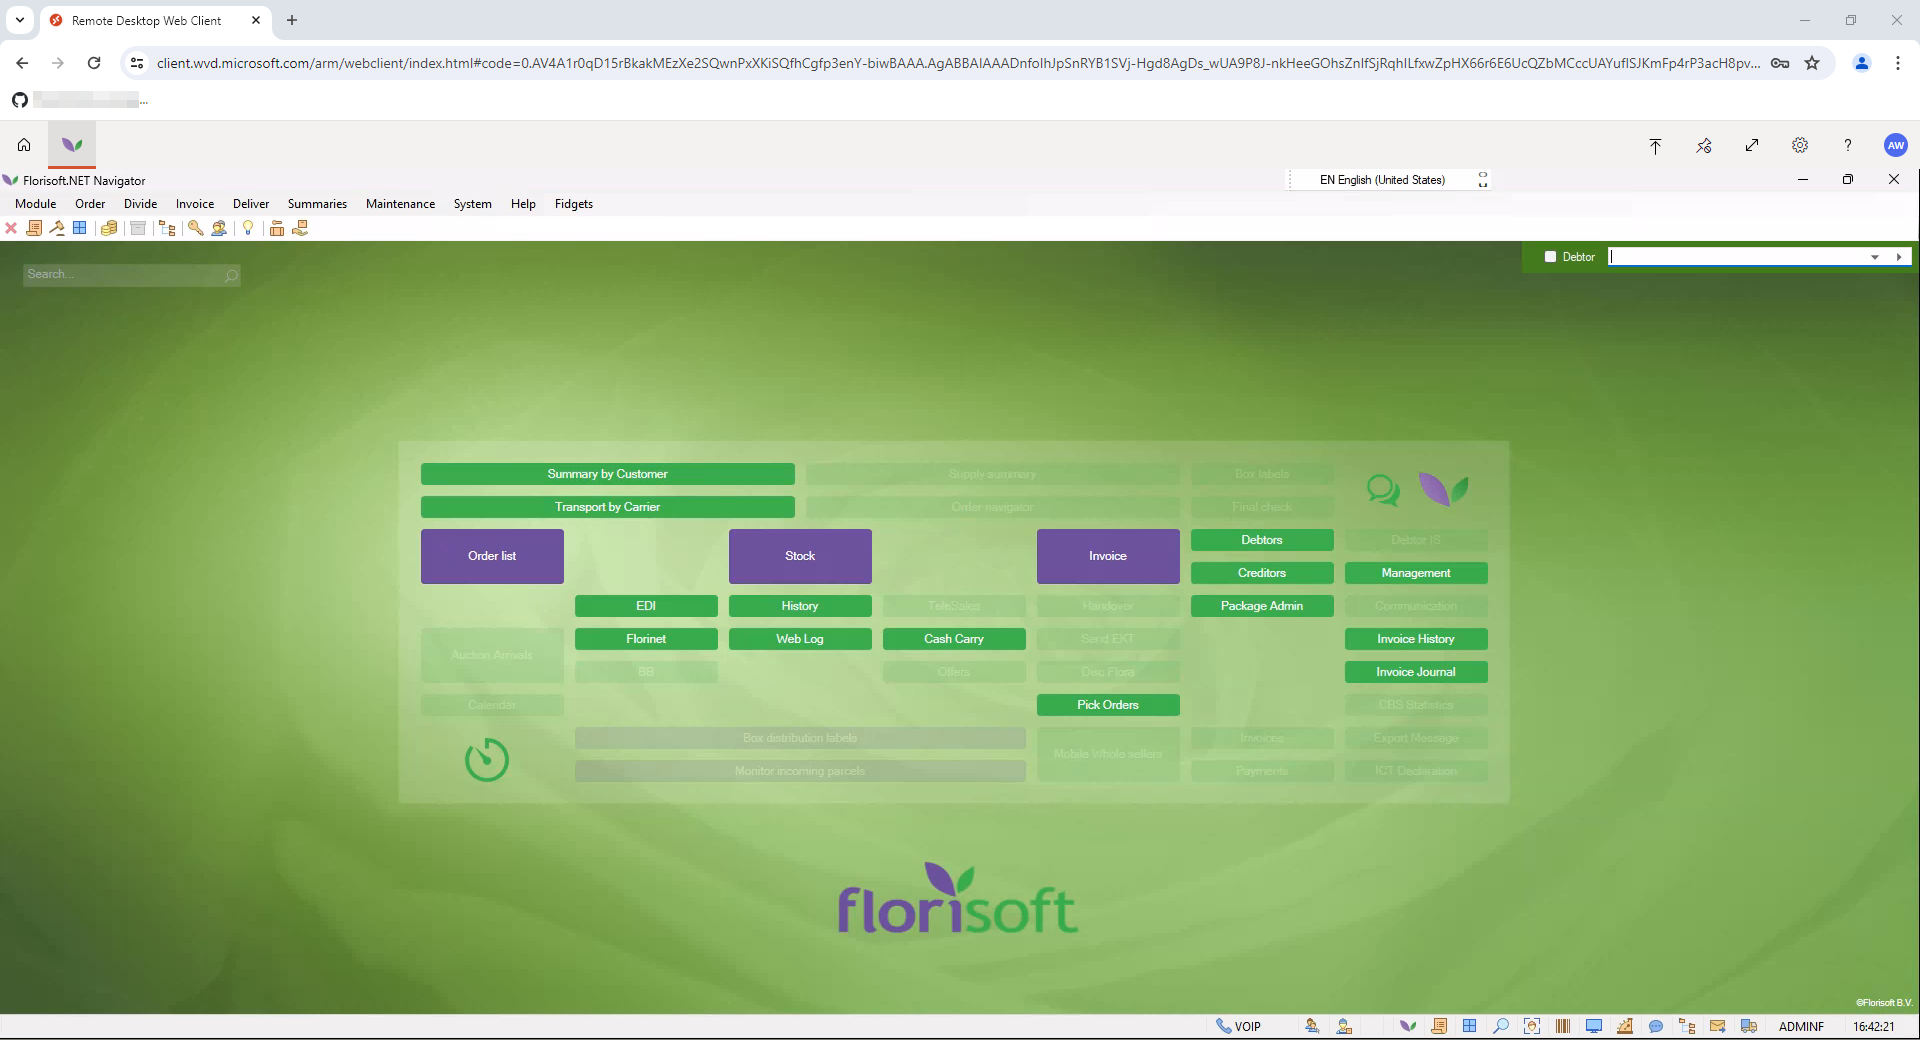 Remote Desktop Web Client
client.wvd.microsoft.com/arm/webclient/index.html#code=0.AV4A1r0qD15rBkakMEzXe2SQwnPxXKiSQfhCgfp3enY-biwBAAA.AgABBAIAAADnfolhJpSnRYB1SVj-Hgd8AgDs_wUA9P8J-nkHeeGOhsZnIfSjRqhILfxwZpHX66r6E6UcQZbMCccUAYufISJKmFp4rP3acH8pv...
...
AW
Florisoft.NET Navigator
EN English (United States)
Module Order Divide Invoice Deliver Summaries Maintenance System Help Fidgets
Search...
Debtor
Summary by Customer Supply summary Box labels
Transport by Carrier Order navigator Final check
Order list Stock Invoice
Debtors Debtor IS
Creditors Management
EDI History TeleSales Handover Package Admin Communication
Florinet Web Log Cash Carry Send EKT Invoice History
Auction Arrivals
BB Offers Disc Flora Invoice Journal
Calendar Pick Orders CBS Statistics
Box distribution labels Mobile Whole sellers Invoices Export Message
Monitor incoming parcels Payments ICT Declaration
florisoft
©Florisoft B.V.
VOIP ADMINF 16:42:21